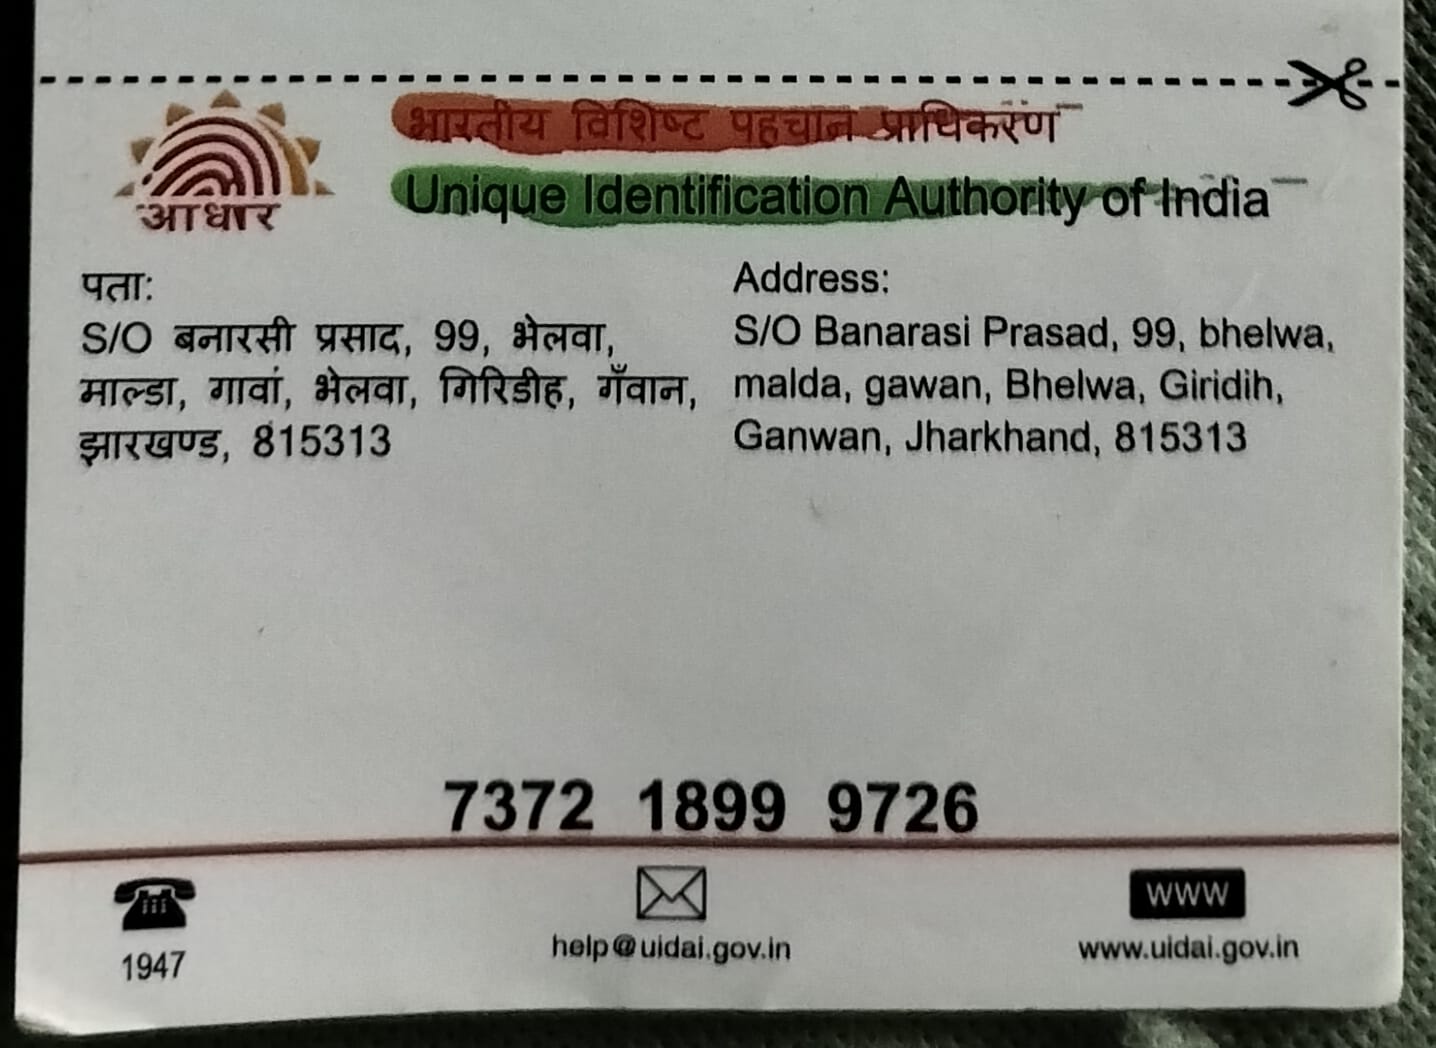 भारतीय विशिष्ट पहचान प्राधिकरण
Unique Identification Authority of India
आधार
पता:
S/O बनारसी प्रसाद, 99, भेलवा,
माल्डा, गावां, भेलवा, गिरिडीह, गँवान,
झारखण्ड, 815313
Address:
S/O Banarasi Prasad, 99, bhelwa,
malda, gawan, Bhelwa, Giridih,
Ganwan, Jharkhand, 815313
7372 1899 9726
1947
help@uidai.gov.in
www
www.uidai.gov.in